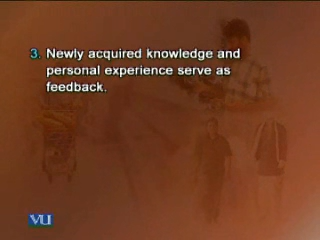 3. Newly acquired knowledge and
personal experience serve as
feedback.
VU